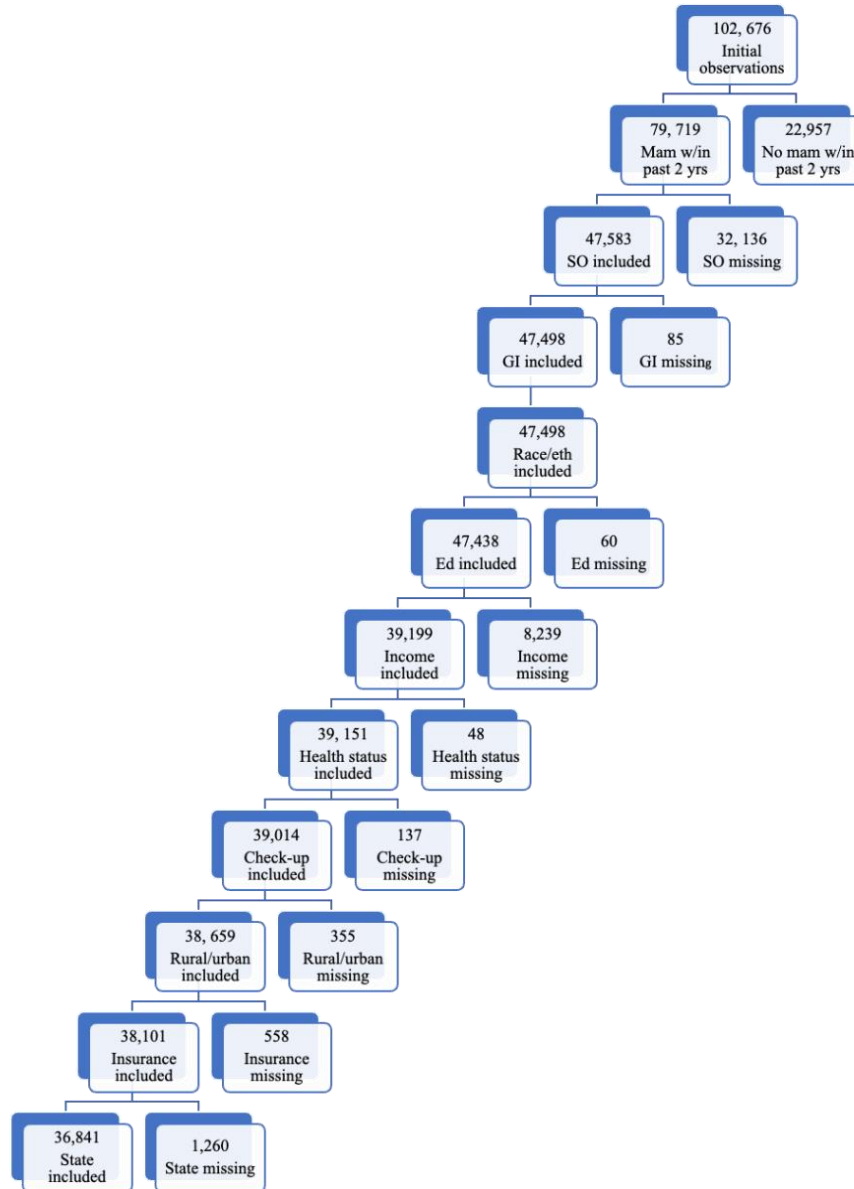 102, 676
Initial
observations
79, 719
Mam w/in
past 2 yrs
22,957
No mam w/in
past 2 yrs
47,583
SO included
32, 136
SO missing
47,498
GI included
85
GI missing
47,498
Race/eth
included
47,438
Ed included
60
Ed missing
39,199
Income
included
8,239
Income
missing
39, 151
Health status
included
48
Health status
missing
39,014
Check-up
included
137
Check-up
missing
38, 659
Rural/urban
included
355
Rural/urban
missing
38,101
Insurance
included
558
Insurance
missing
36,841
State
included
1,260
State missing